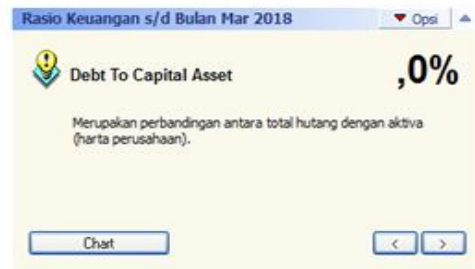 Rasio Keuangan s/d Bulan Mar 2018
Opsi
Debt To Capital Asset
,0%
Merupakan perbandingan antara total hutang dengan aktiva
(harta perusahaan).
Chart
< >